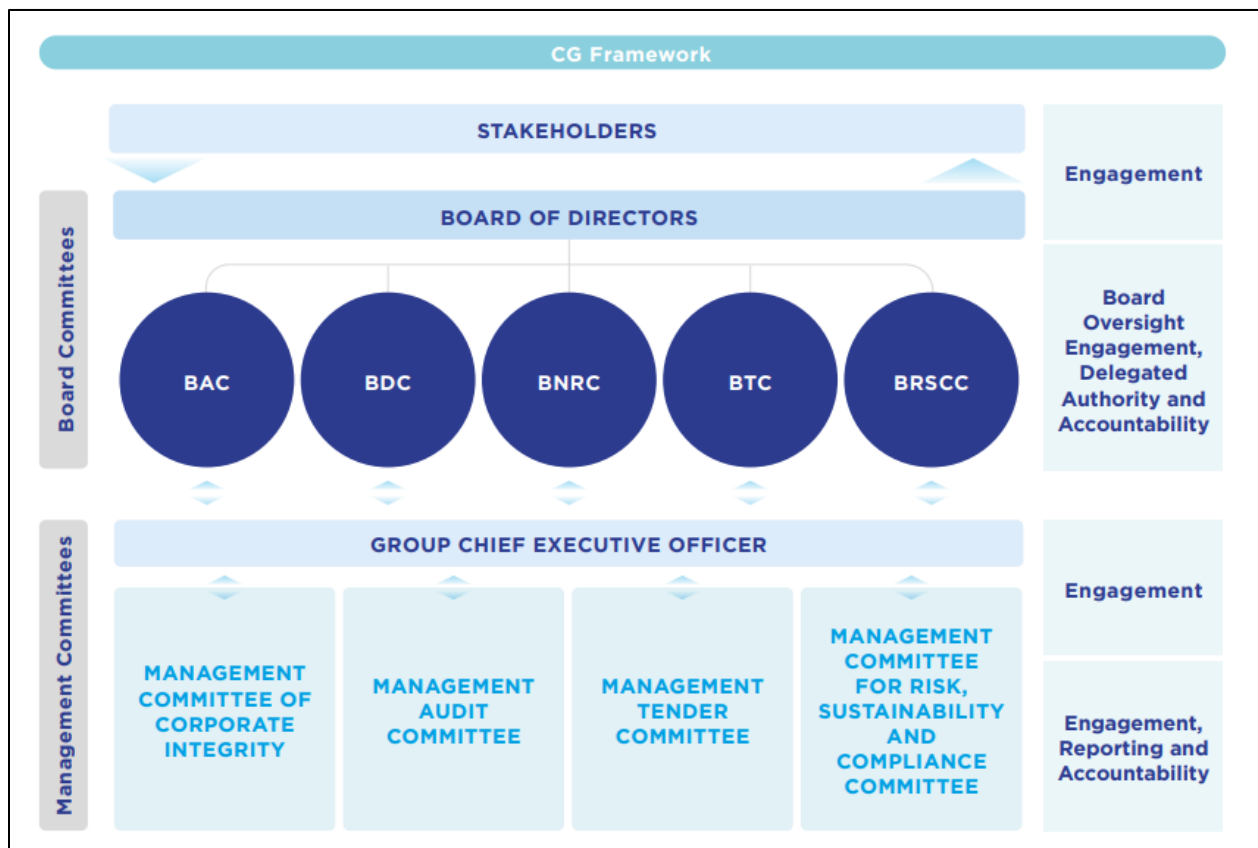 CG Framework
STAKEHOLDERS
Engagement
BOARD OF DIRECTORS
Board Committees
BAC
BDC
BNRC
BTC
BRSCC
Board
Oversight
Engagement,
Delegated
Authority and
Accountability
Management Committees
GROUP CHIEF EXECUTIVE OFFICER
Engagement
MANAGEMENT
COMMITTEE OF
CORPORATE
INTEGRITY
MANAGEMENT
AUDIT
COMMITTEE
MANAGEMENT
TENDER
COMMITTEE
MANAGEMENT
COMMITTEE
FOR RISK,
SUSTAINABILITY
AND
COMPLIANCE
COMMITTEE
Engagement,
Reporting and
Accountability